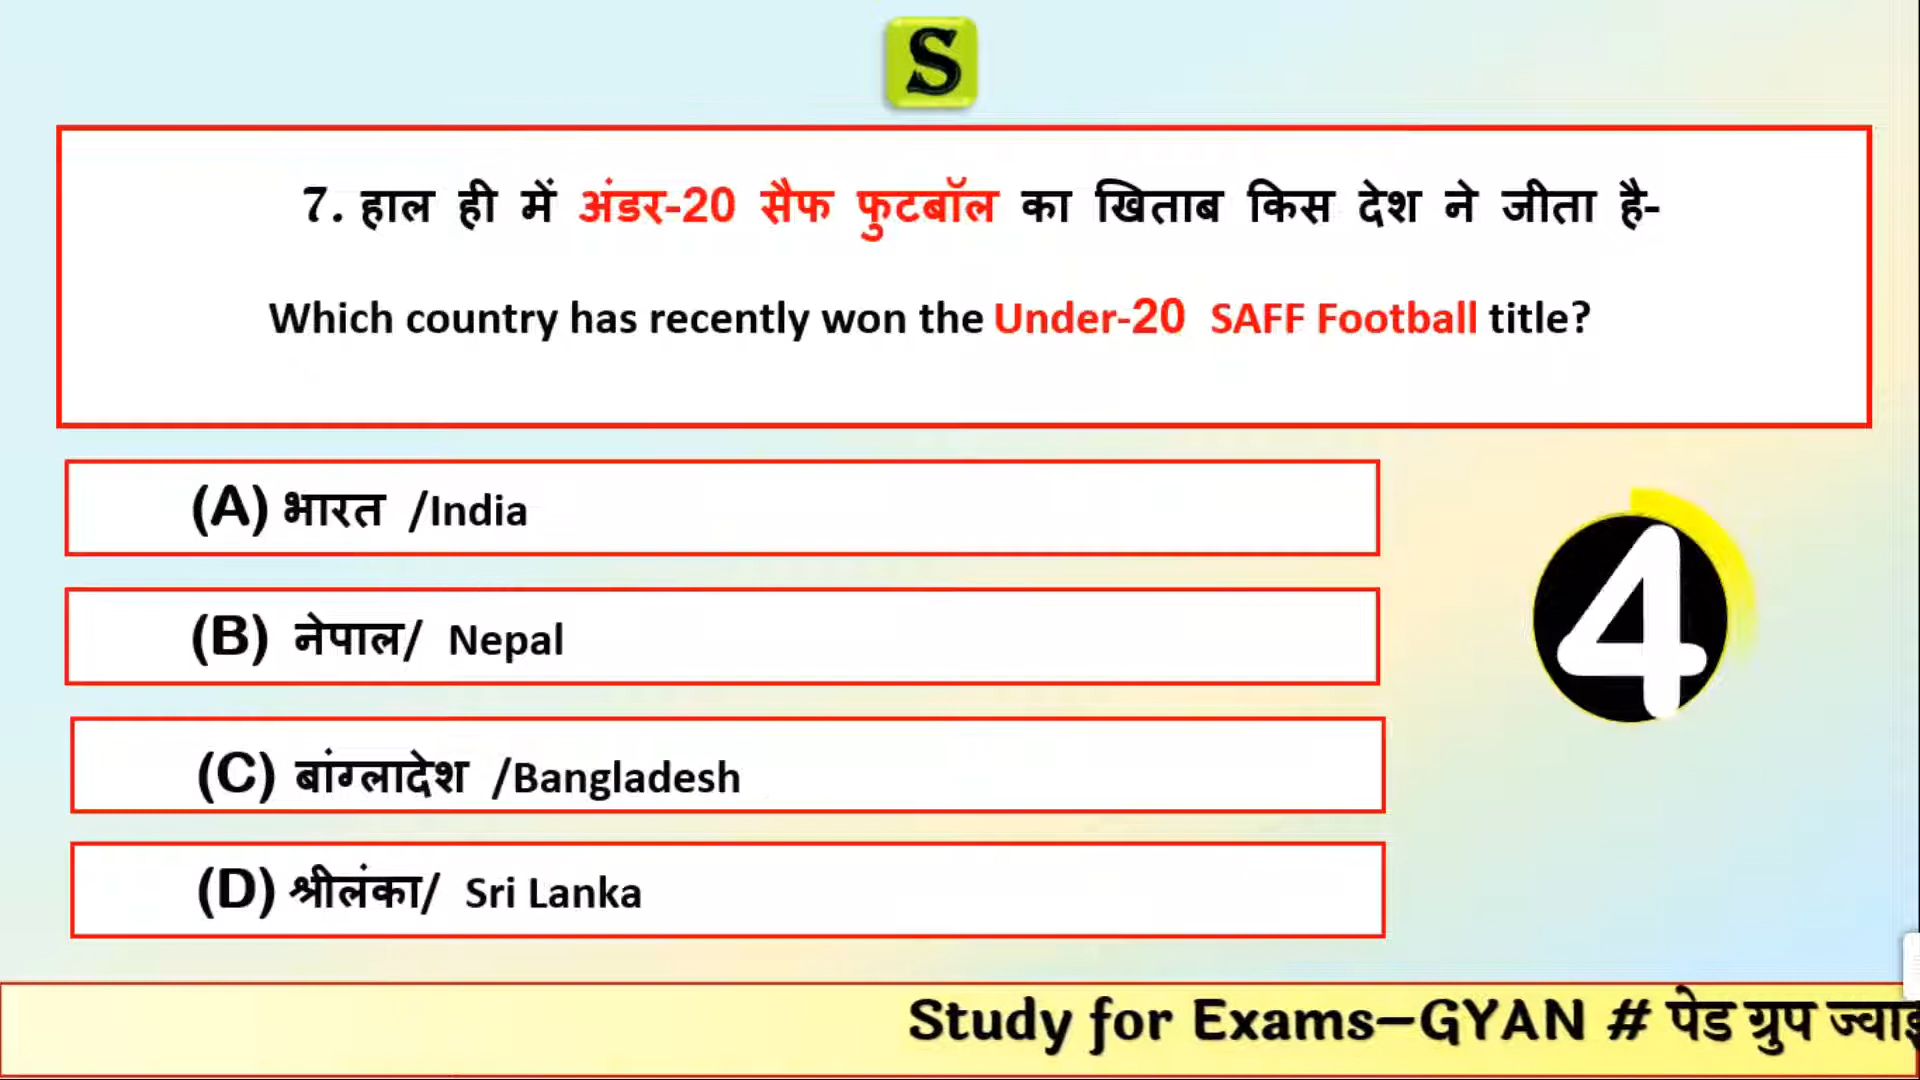 S
7. हाल ही में अंडर-20 सैफ फुटबॉल का खिताब किस देश ने जीता है-
Which country has recently won the Under-20 SAFF Football title?
(A) भारत /India
(B) नेपाल/ Nepal
4
(C) बांग्लादेश /Bangladesh
(D) श्रीलंका/ Sri Lanka
Study for Exams–GYAN # पेड ग्रुप